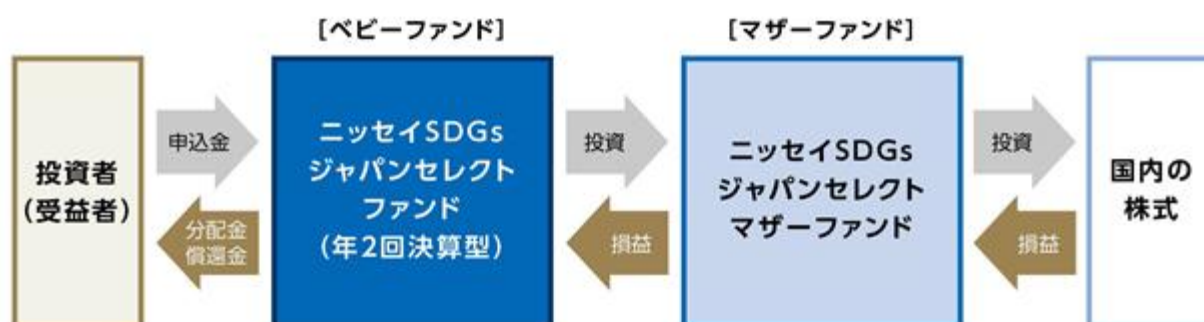 [ベビーファンド]
[マザーファンド]
投資者
(受益者)
申込金
分配金
償還金
ニッセイSDGs
ジャパンセレクト
ファンド
(年2回決算型)
投資
損益
ニッセイSDGs
ジャパンセレクト
マザーファンド
投資
損益
国内の
株式